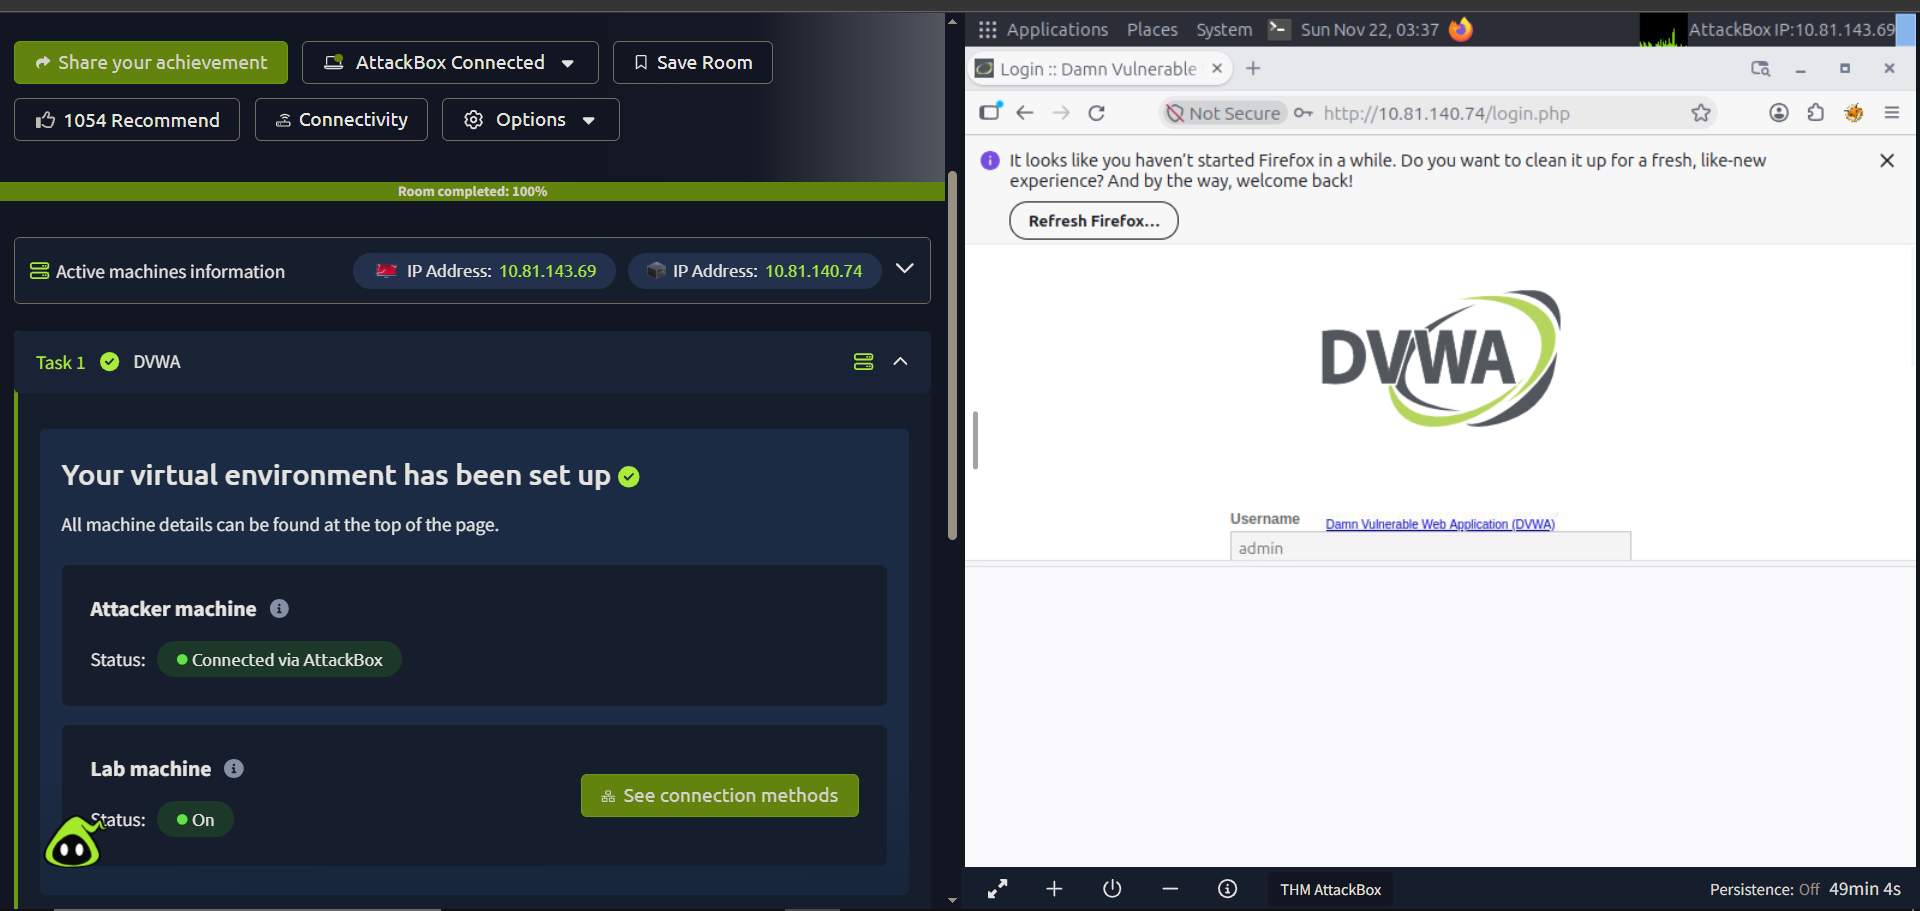 Share your achievement
AttackBox Connected
Save Room
1054 Recommend
Connectivity
Options
Room completed: 100%
Active machines information
IP Address: 10.81.143.69
IP Address: 10.81.140.74
Task 1
DVWA
Your virtual environment has been set up
All machine details can be found at the top of the page.
Attacker machine
Status:
Connected via AttackBox
Lab machine
Status:
On
See connection methods
Applications Places System
Sun Nov 22, 03:37
AttackBox IP:10.81.143.69
Login :: Damn Vulnerable
Not Secure
http://10.81.140.74/login.php
It looks like you haven’t started Firefox in a while. Do you want to clean it up for a fresh, like-new
experience? And by the way, welcome back!
Refresh Firefox…
DVWA
Username
Damn Vulnerable Web Application (DVWA)
admin
THM AttackBox
Persistence: Off 49min 4s